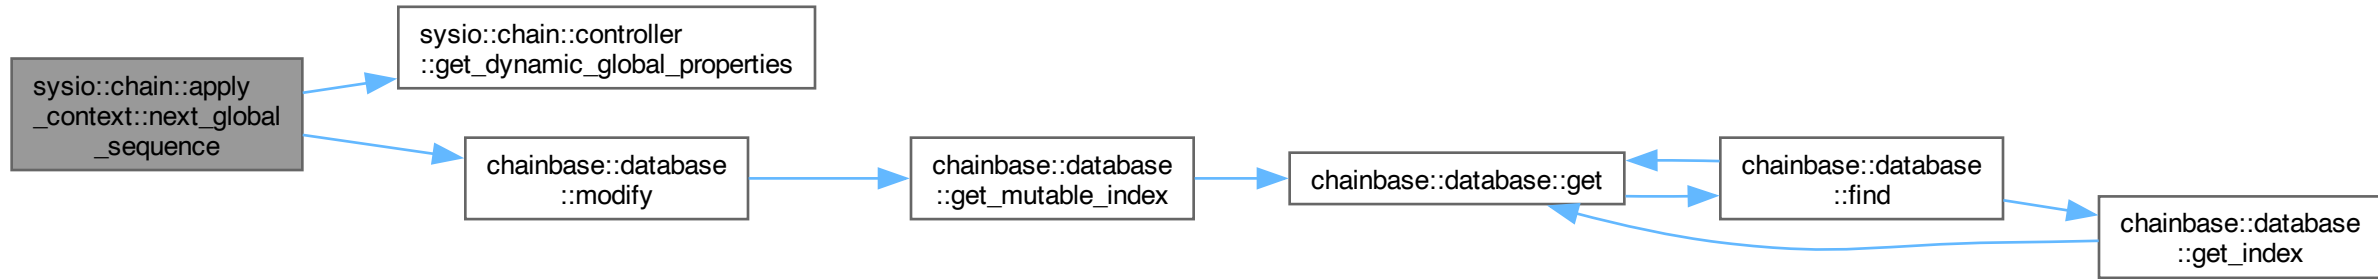 sysio::chain::apply
_context::next_global
_sequence
sysio::chain::controller
::get_dynamic_global_properties
chainbase::database
::modify
chainbase::database
::get_mutable_index
chainbase::database::get
chainbase::database
::find
chainbase::database
::get_index